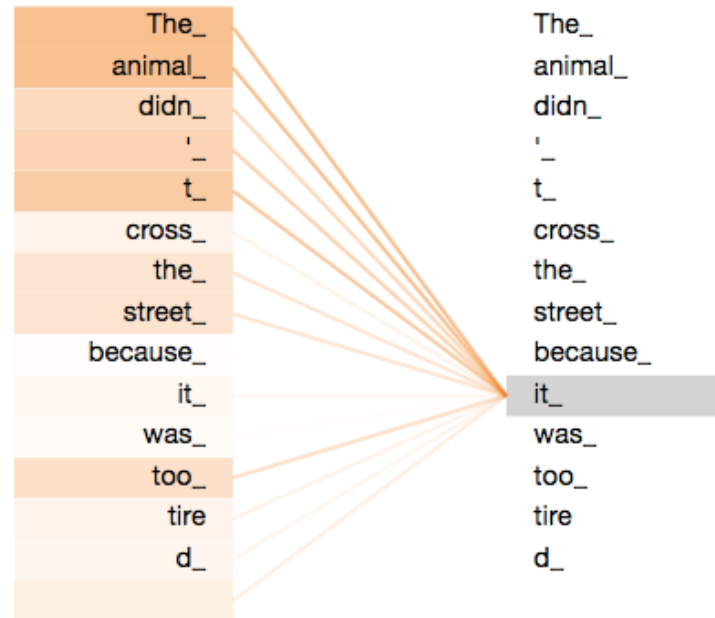 The_ The_
animal_ animal_
didn_ didn_
'_ '_
t_ t_
cross_ cross_
the_ the_
street_ street_
because_ because_
it_ it_
was_ was_
too_ too_
tire tire
d_ d_